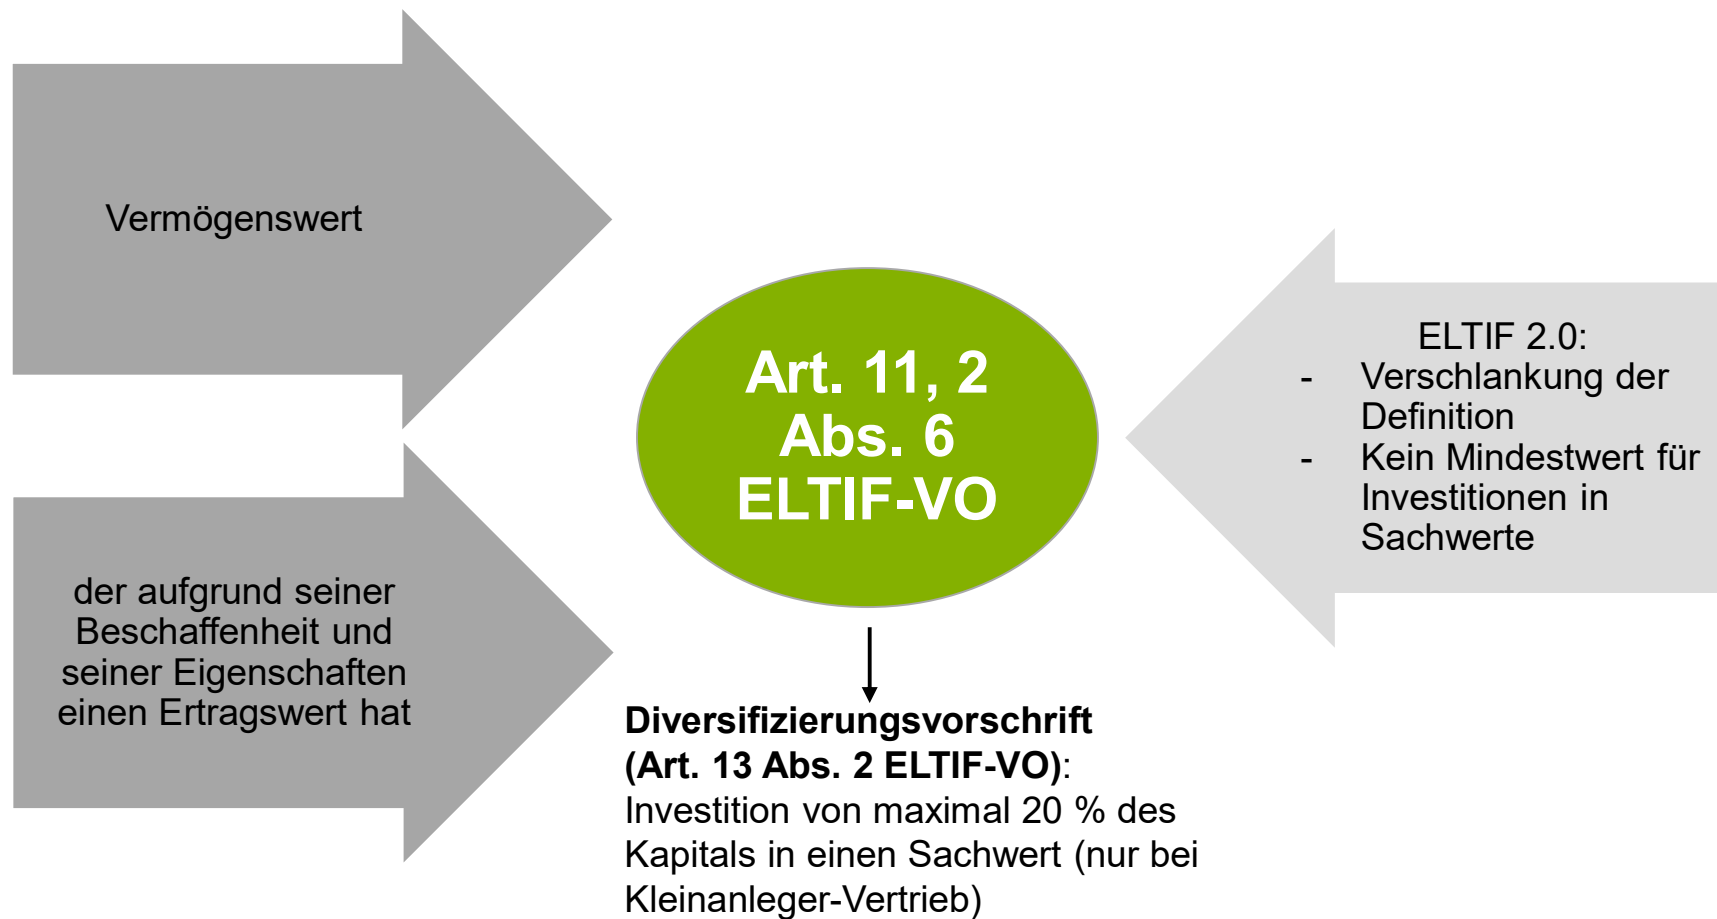 Vermögenswert
der aufgrund seiner
Beschaffenheit und
seiner Eigenschaften
einen Ertragswert hat
Art. 11, 2
Abs. 6
ELTIF-VO
ELTIF 2.0:
- Verschlankung der
Definition
- Kein Mindestwert für
Investitionen in
Sachwerte
Diversifizierungsvorschrift
(Art. 13 Abs. 2 ELTIF-VO):
Investition von maximal 20 % des
Kapitals in einen Sachwert (nur bei
Kleinanleger-Vertrieb)